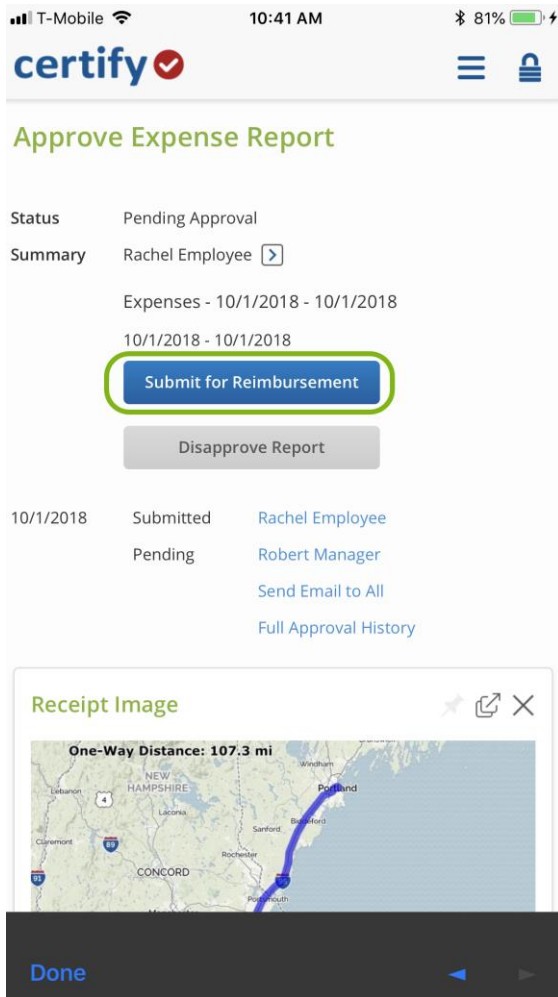 T-Mobile 10:41 AM 81%
certify
Approve Expense Report
Status Pending Approval
Summary Rachel Employee
Expenses - 10/1/2018 - 10/1/2018
10/1/2018 - 10/1/2018
Submit for Reimbursement
Disapprove Report
10/1/2018 Submitted Rachel Employee
Pending Robert Manager
Send Email to All
Full Approval History
Receipt Image
One-Way Distance: 107.3 mi
Windham
NEW
HAMPSHIRE
Lebanon
Portland
4
Laconia
Biddeford
Sanford
Claremont
89
Rochester
91
CONCORD
Portsmouth
Done